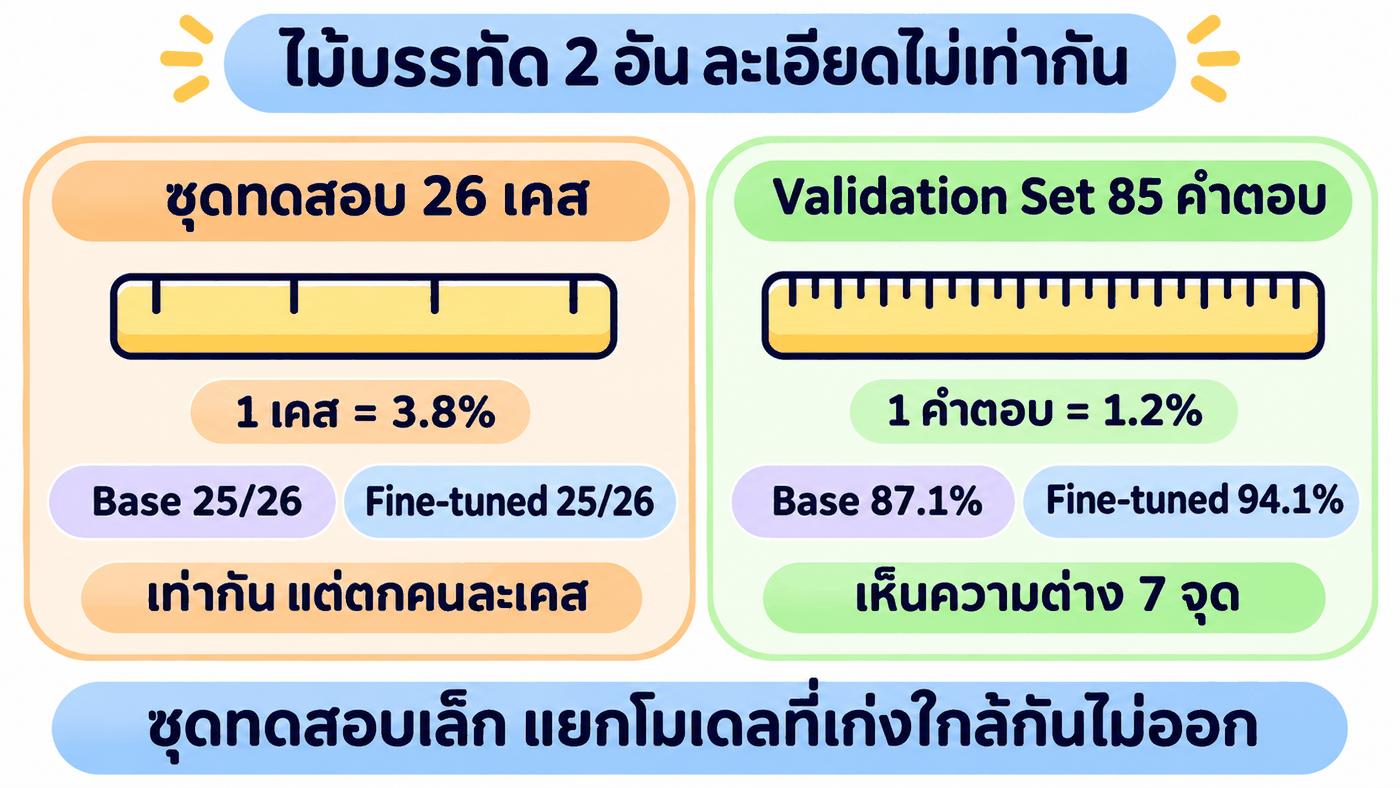 ไม้บรรทัด 2 อัน ละเอียดไม่เท่ากัน
ชุดทดสอบ 26 เคส
1 เคส = 3.8%
Base 25/26
Fine-tuned 25/26
เท่ากัน แต่ตกคนละเคส
Validation Set 85 คำตอบ
1 คำตอบ = 1.2%
Base 87.1%
Fine-tuned 94.1%
เห็นความต่าง 7 จุด
ชุดทดสอบเล็ก แยกโมเดลที่เก่งใกล้กันไม่ออก